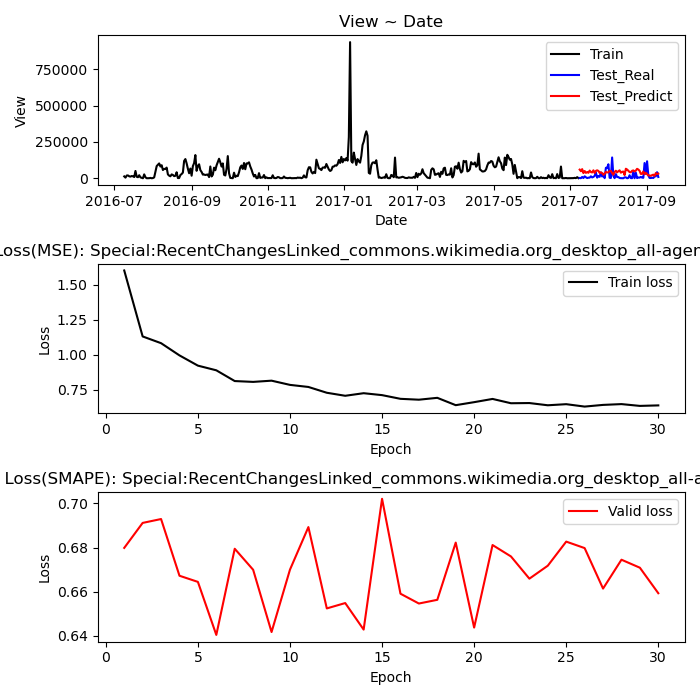 View ~ Date
View
750000
500000
250000
0
Train
Test_Real
Test_Predict
2016-07 2016-09 2016-11 2017-01 2017-03 2017-05 2017-07 2017-09
Date
Loss(MSE): Special:RecentChangesLinked_commons.wikimedia.org_desktop_all-agen
Loss
1.50
1.25
1.00
0.75
Train loss
0 5 10 15 20 25 30
Epoch
Loss(SMAPE): Special:RecentChangesLinked_commons.wikimedia.org_desktop_all-a
Loss
0.70
0.68
0.66
0.64
Valid loss
0 5 10 15 20 25 30
Epoch